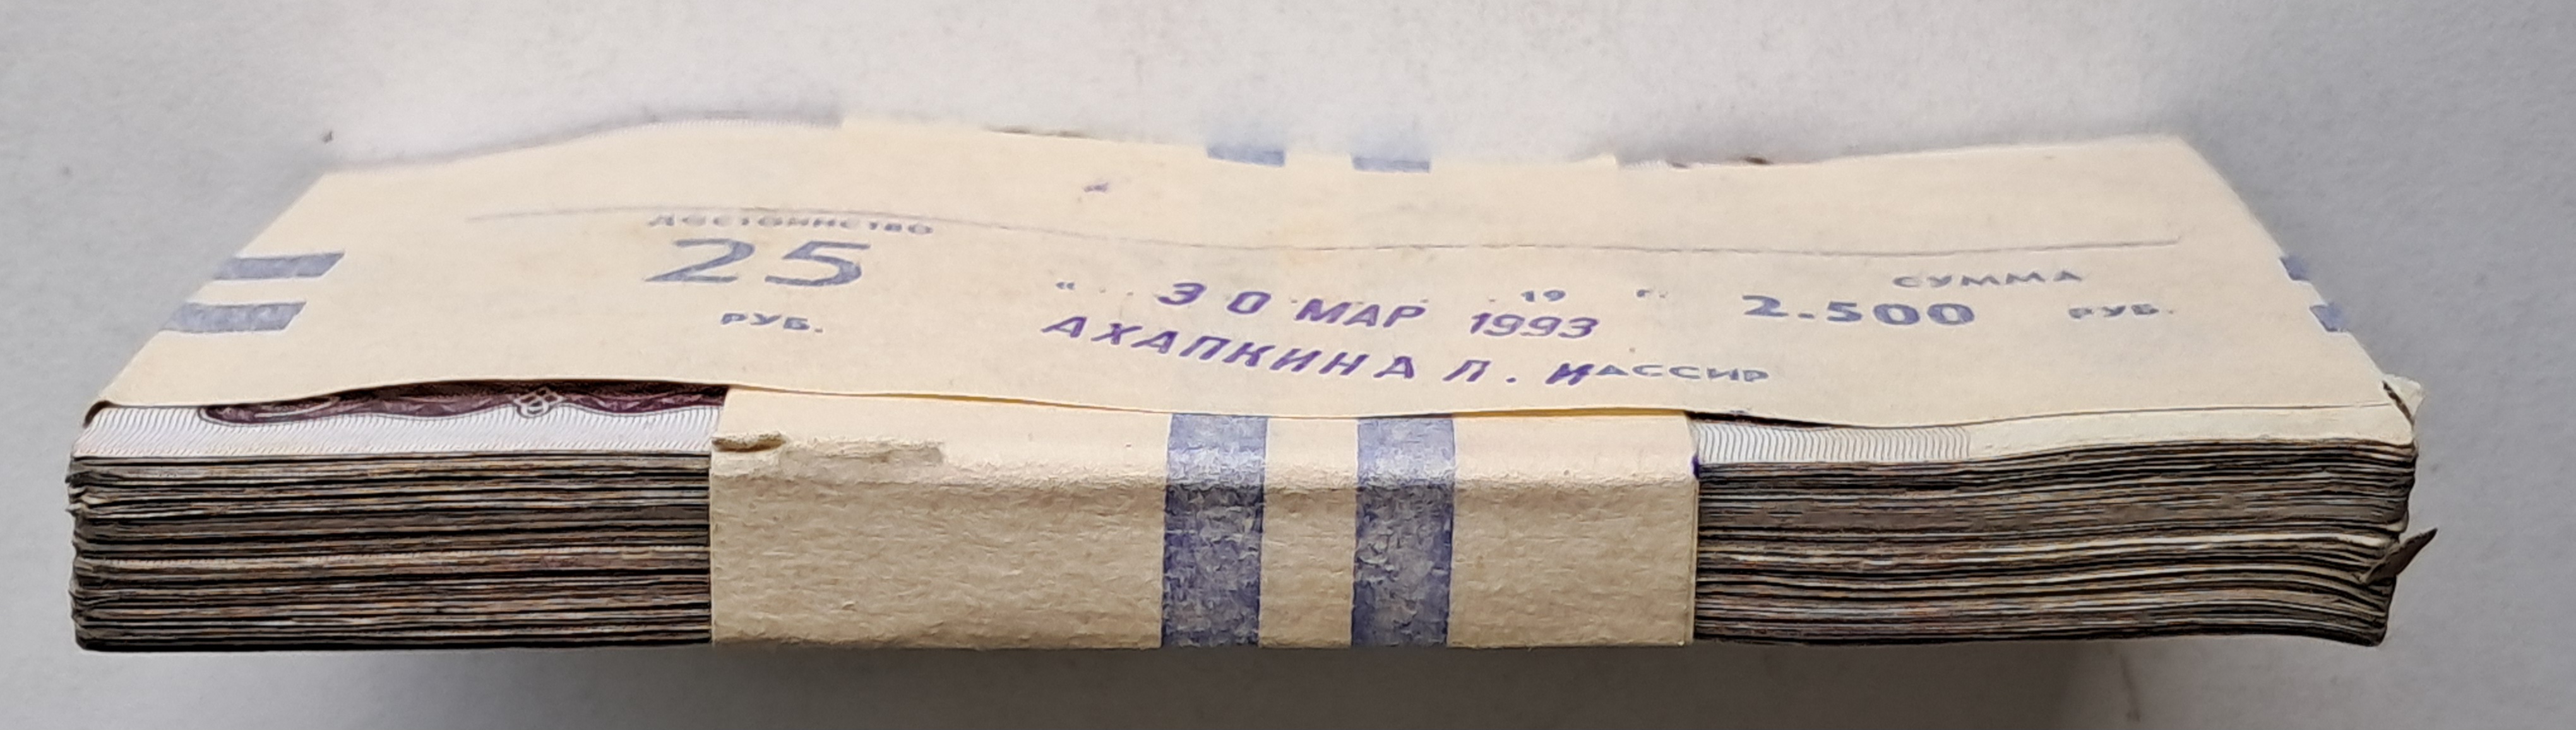 ДОСТОИНСТВО
25
РУБ.
" 19 г.
30 МАР 1993
АХАПКИНА Л. И
КАССИР
СУММА
2.500 РУБ.